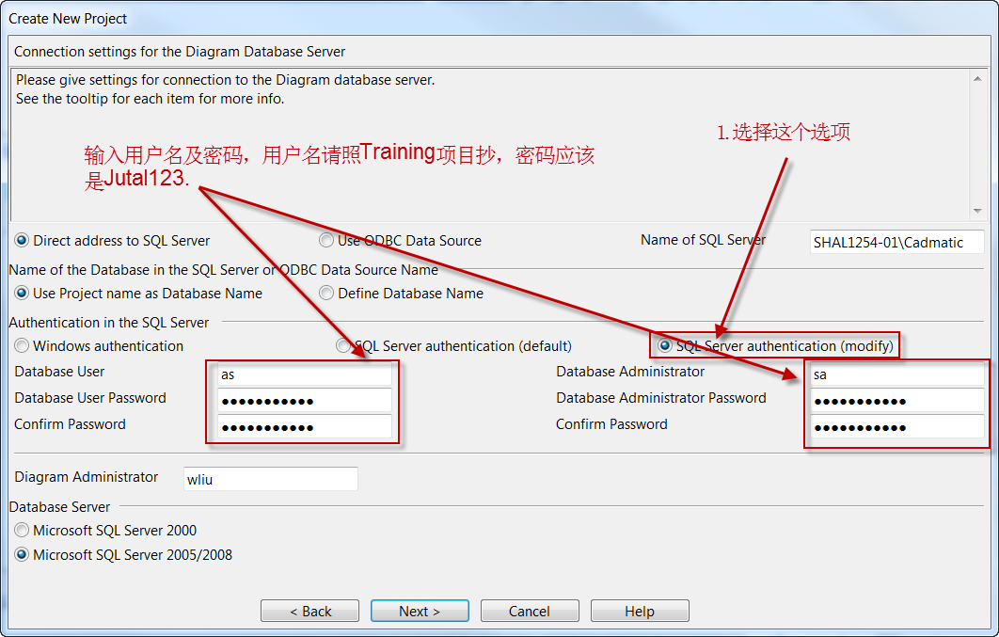 Create New Project
Connection settings for the Diagram Database Server
Please give settings for connection to the Diagram database server.
See the tooltip for each item for more info.
1.选择这个选项
输入用户名及密码，用户名请照Training项目抄，密码应该
是Jutal123.
Direct address to SQL Server Use ODBC Data Source Name of SQL Server SHAL1254-01\Cadmatic
Name of the Database in the SQL Server or ODBC Data Source Name
Use Project name as Database Name Define Database Name
Authentication in the SQL Server
Windows authentication SQL Server authentication (default) SQL Server authentication (modify)
Database User as Database Administrator sa
Database User Password ●●●●●●●●●●● Database Administrator Password ●●●●●●●●●●●
Confirm Password ●●●●●●●●●●● Confirm Password ●●●●●●●●●●●
Diagram Administrator wliu
Database Server
Microsoft SQL Server 2000
Microsoft SQL Server 2005/2008
< Back Next > Cancel Help